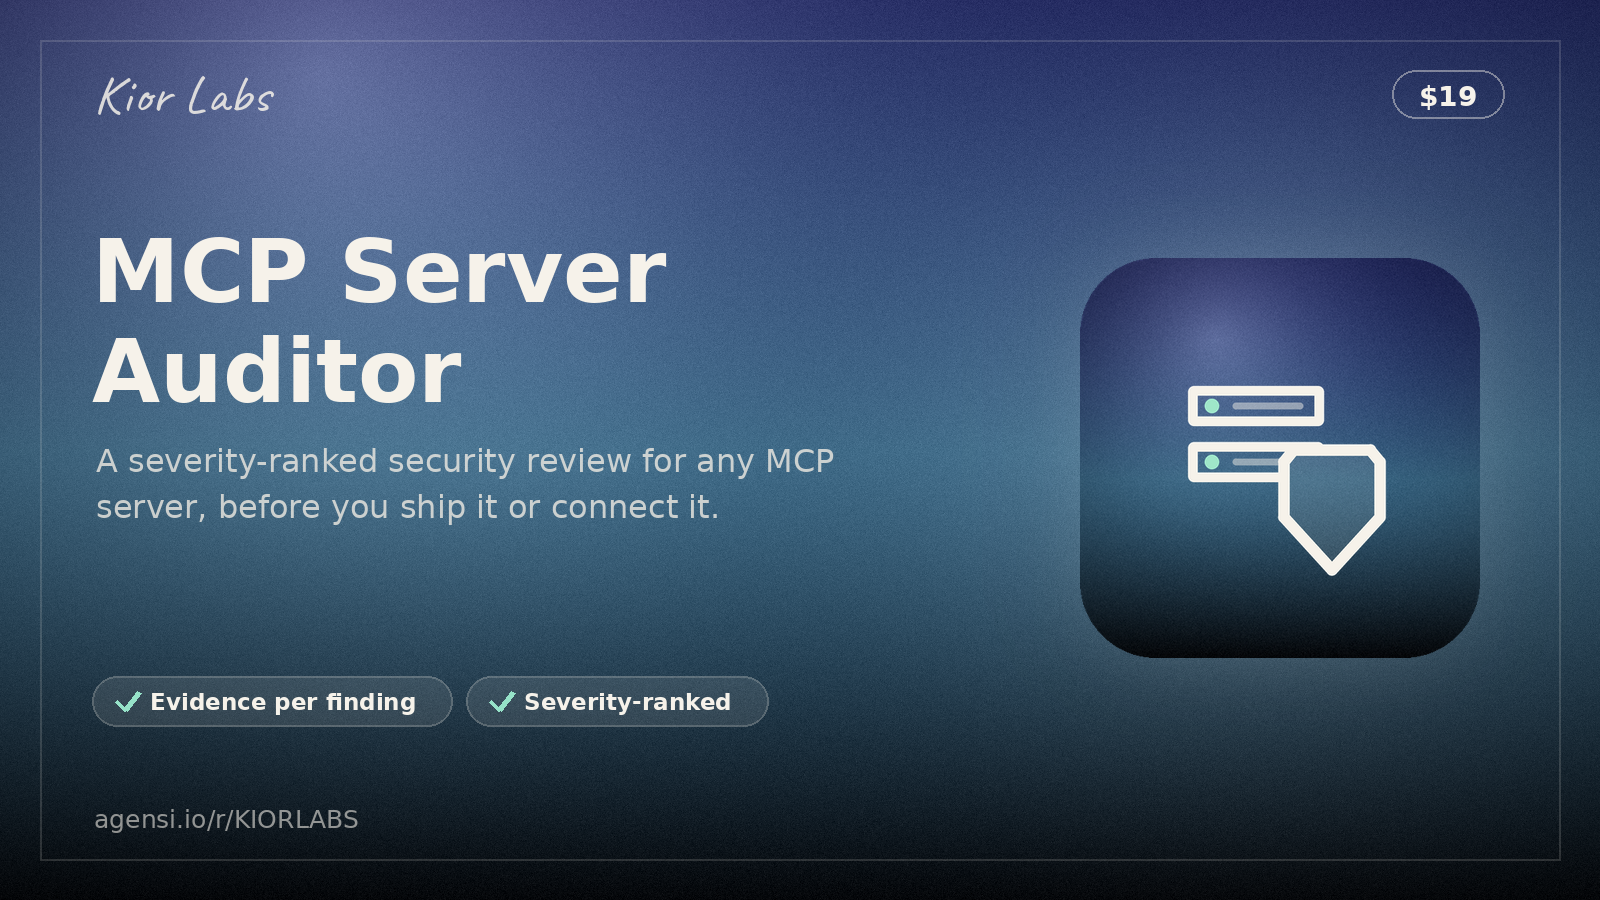 Kior Labs
$19
MCP Server
Auditor
A severity-ranked security review for any MCP
server, before you ship it or connect it.
Evidence per finding
Severity-ranked
agensi.io/r/KIORLABS